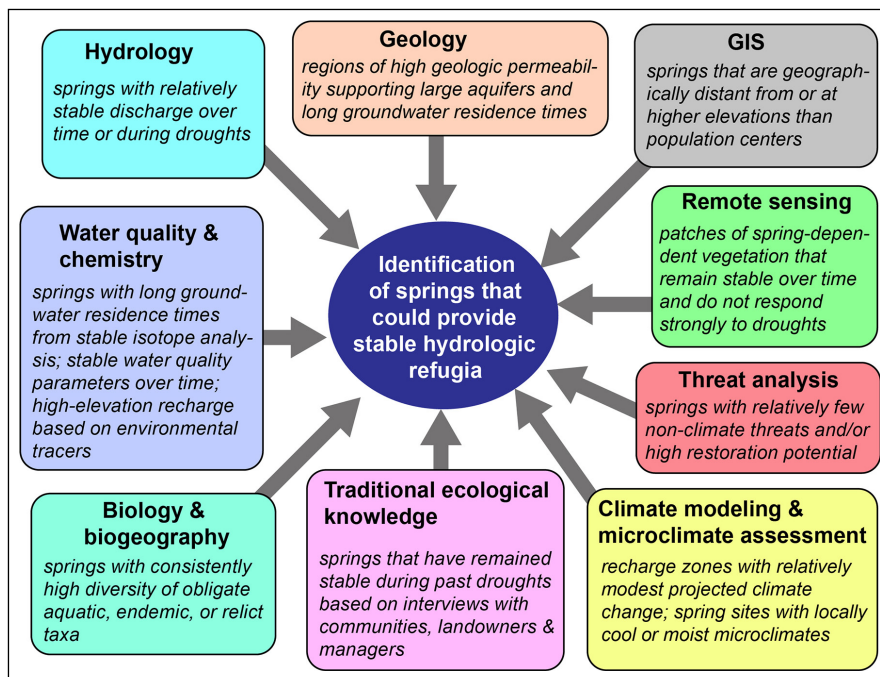 Hydrology
springs with relatively
stable discharge over
time or during droughts
Geology
regions of high geologic permeabil-
ity supporting large aquifers and
long groundwater residence times
GIS
springs that are geograph-
ically distant from or at
higher elevations than
population centers
Water quality &
chemistry
springs with long ground-
water residence times
from stable isotope analy-
sis; stable water quality
parameters over time;
high-elevation recharge
based on environmental
tracers
Identification
of springs that
could provide
stable hydrologic
refugia
Remote sensing
patches of spring-depen-
dent vegetation that
remain stable over time
and do not respond
strongly to droughts
Threat analysis
springs with relatively few
non-climate threats and/or
high restoration potential
Biology &
biogeography
springs with consistently
high diversity of obligate
aquatic, endemic, or relict
taxa
Traditional ecological
knowledge
springs that have remained
stable during past droughts
based on interviews with
communities, landowners &
managers
Climate modeling &
microclimate assessment
recharge zones with relatively
modest projected climate
change; spring sites with locally
cool or moist microclimates